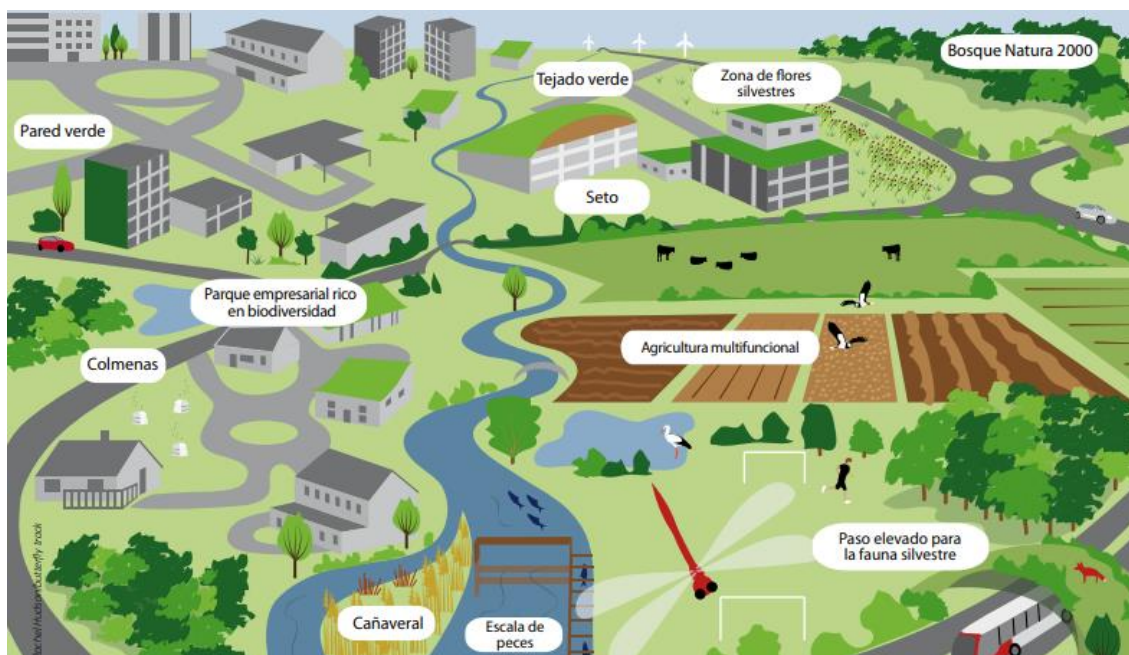 Bosque Natura 2000
Tejado verde
Zona de flores
silvestres
Pared verde
Seto
Parque empresarial rico
en biodiversidad
Agricultura multifuncional
Colmenas
Paso elevado para
la fauna silvestre
Cañaveral
Escala de
peces